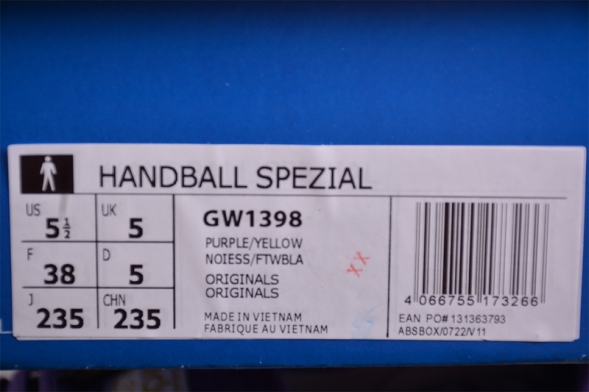 HANDBALL SPEZIAL
US 5½ UK 5
F 38 D 5
J 235 CHN 235
GW1398
PURPLE/YELLOW
NOIESS/FTWBLA
ORIGINALS
ORIGINALS
MADE IN VIETNAM
FABRIQUE AU VIETNAM
XX
4 066755 173266
EAN PO# 131363793
ABSBOX/0722/V11